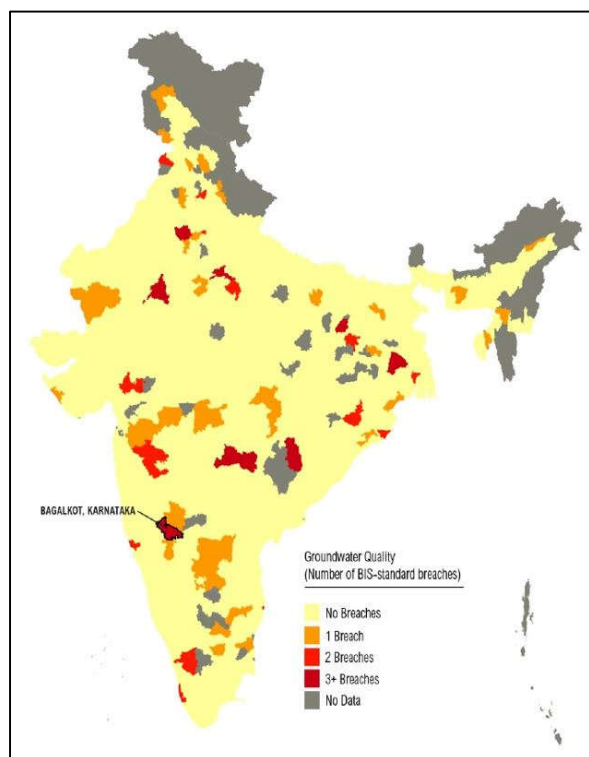 BAGALKOT, KARNATAKA
Groundwater Quality
(Number of BIS-standard breaches)
No Breaches
1 Breach
2 Breaches
3+ Breaches
No Data